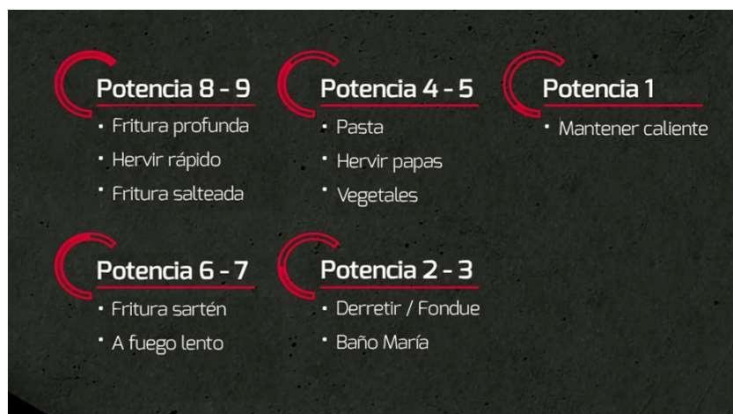 Potencia 8 - 9
• Fritura profunda
• Hervir rápido
• Fritura salteada
Potencia 4 - 5
• Pasta
• Hervir papas
• Vegetales
Potencia 1
• Mantener caliente
Potencia 6 - 7
• Fritura sartén
• A fuego lento
Potencia 2 - 3
• Derretir / Fondue
• Baño María